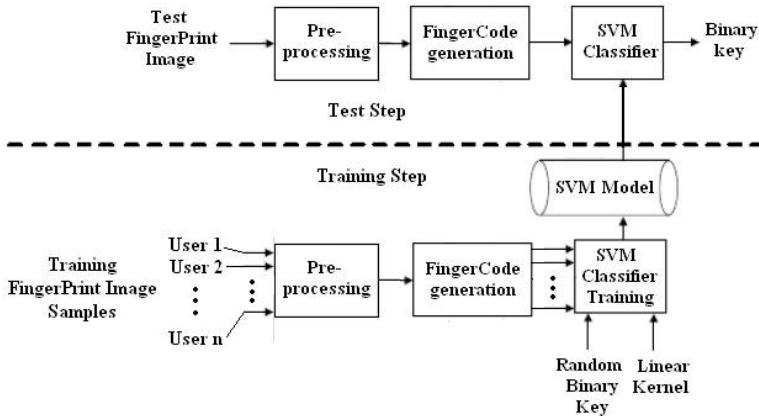 Test
FingerPrint
Image
Pre-
processing
FingerCode
generation
SVM
Classifier
Binary
key
Test Step
Training Step
SVM Model
Training
FingerPrint Image
Samples
User 1
User 2
User n
Pre-
processing
FingerCode
generation
SVM
Classifier
Training
Random
Binary
Key
Linear
Kernel